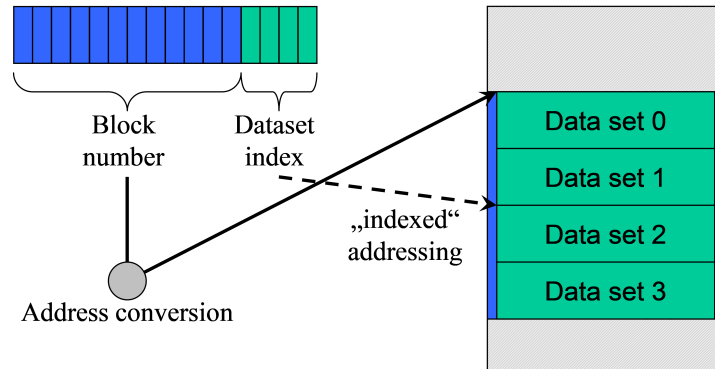 Block
number
Dataset
index
„indexed“
addressing
Address conversion
Data set 0
Data set 1
Data set 2
Data set 3